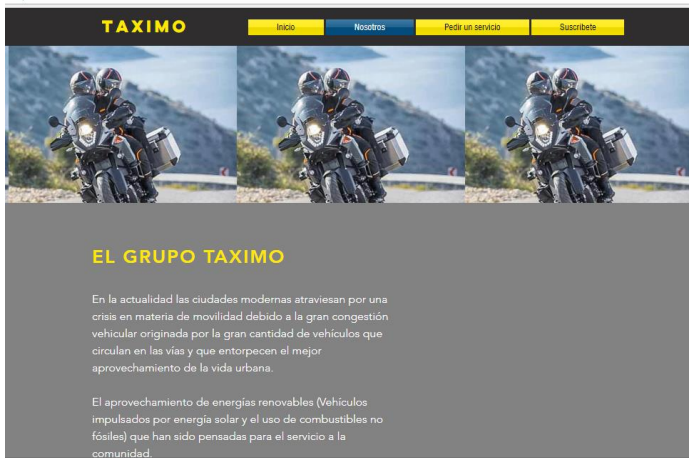 TAXIMO
Inicio
Nosotros
Pedir un servicio
Suscribete
EL GRUPO TAXIMO
En la actualidad las ciudades modernas atraviesan por una
crisis en materia de movilidad debido a la gran congestión
vehicular originada por la gran cantidad de vehículos que
circulan en las vías y que entorpecen el mejor
aprovechamiento de la vida urbana.
El aprovechamiento de energías renovables (Vehículos
impulsados por energía solar y el uso de combustibles no
fósiles) que han sido pensadas para el servicio a la
comunidad.